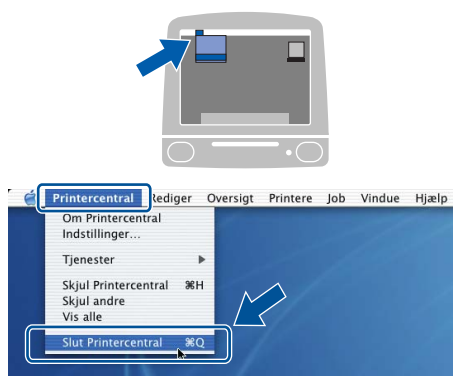 Printercentral Rediger Oversigt Printere Job Vindue Hjælp
Om Printercentral
Indstillinger...
Tjenester
Skjul Printercentral ⌘H
Skjul andre
Vis alle
Slut Printercentral ⌘Q